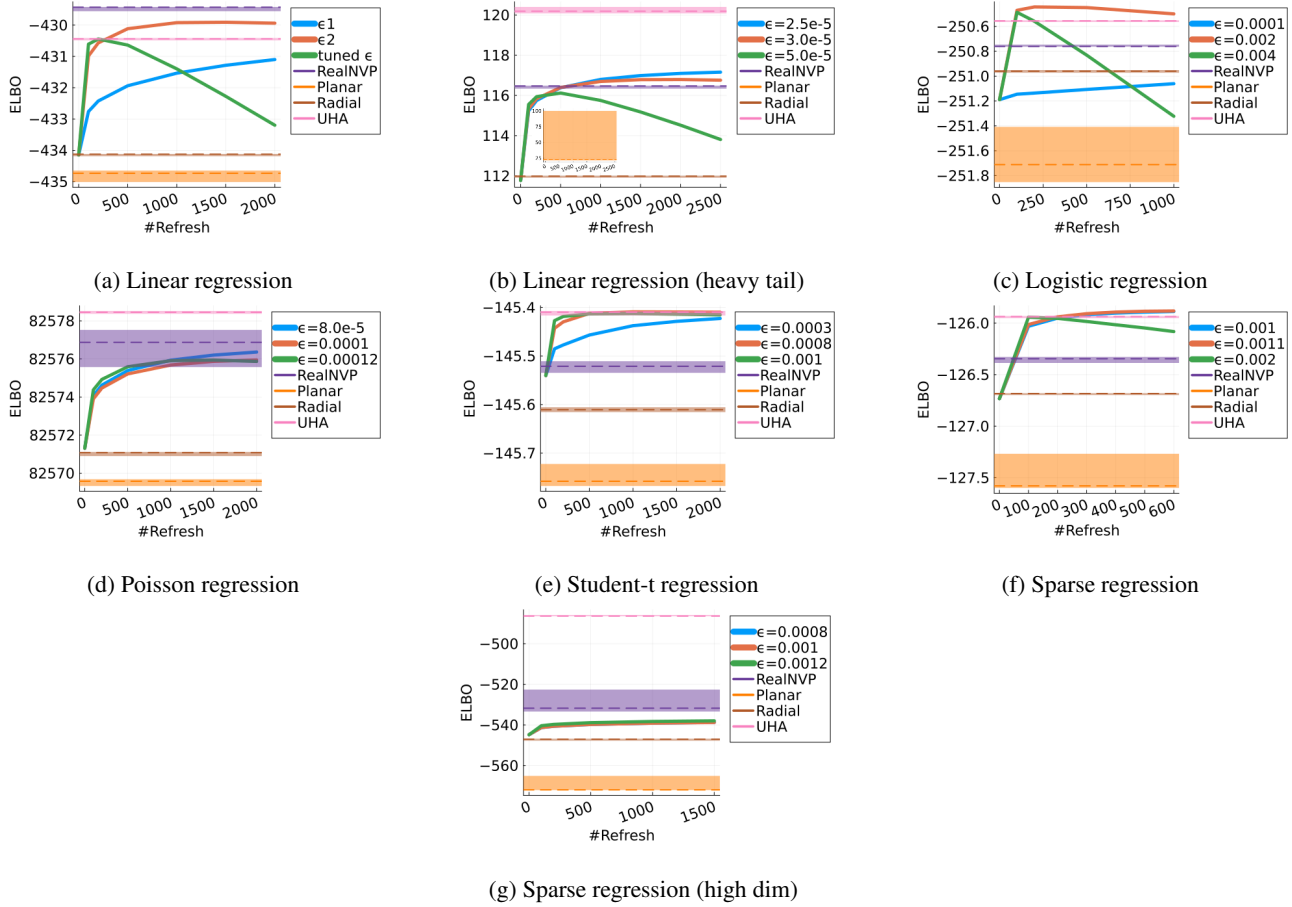 −430
−431
−432
−433
−434
−435
ELBO
0
500
1000
1500
2000
#Refresh
ϵ1
ϵ2
tuned ϵ
RealNVP
Planar
Radial
UHA
(a) Linear regression
120
118
116
114
112
ELBO
100
75
50
25
0
500
1000
1500
2000
2500
0
500
1000
1500
2000
2500
#Refresh
ϵ=2.5e-5
ϵ=3.0e-5
ϵ=5.0e-5
RealNVP
Planar
Radial
UHA
(b) Linear regression (heavy tail)
−250.6
−250.8
−251.0
−251.2
−251.4
−251.6
−251.8
ELBO
0
250
500
750
1000
#Refresh
ϵ=0.0001
ϵ=0.002
ϵ=0.004
RealNVP
Planar
Radial
UHA
(c) Logistic regression
82578
82576
82574
82572
82570
ELBO
0
500
1000
1500
2000
#Refresh
ϵ=8.0e-5
ϵ=0.0001
ϵ=0.00012
RealNVP
Planar
Radial
UHA
(d) Poisson regression
−145.4
−145.5
−145.6
−145.7
ELBO
0
500
1000
1500
2000
#Refresh
ϵ=0.0003
ϵ=0.0008
ϵ=0.001
RealNVP
Planar
Radial
UHA
(e) Student-t regression
−126.0
−126.5
−127.0
−127.5
ELBO
0
100
200
300
400
500
600
#Refresh
ϵ=0.001
ϵ=0.0011
ϵ=0.002
RealNVP
Planar
Radial
UHA
(f) Sparse regression
−500
−520
−540
−560
ELBO
0
500
1000
1500
#Refresh
ϵ=0.0008
ϵ=0.001
ϵ=0.0012
RealNVP
Planar
Radial
UHA
(g) Sparse regression (high dim)